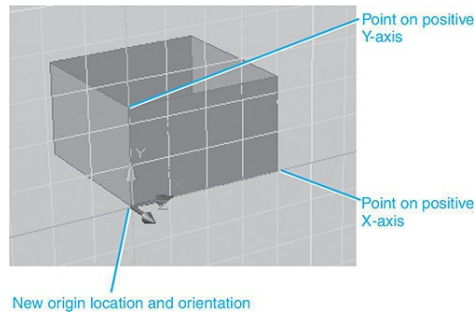 Point on positive
Y-axis
Y
X
Z
Point on positive
X-axis
New origin location and orientation